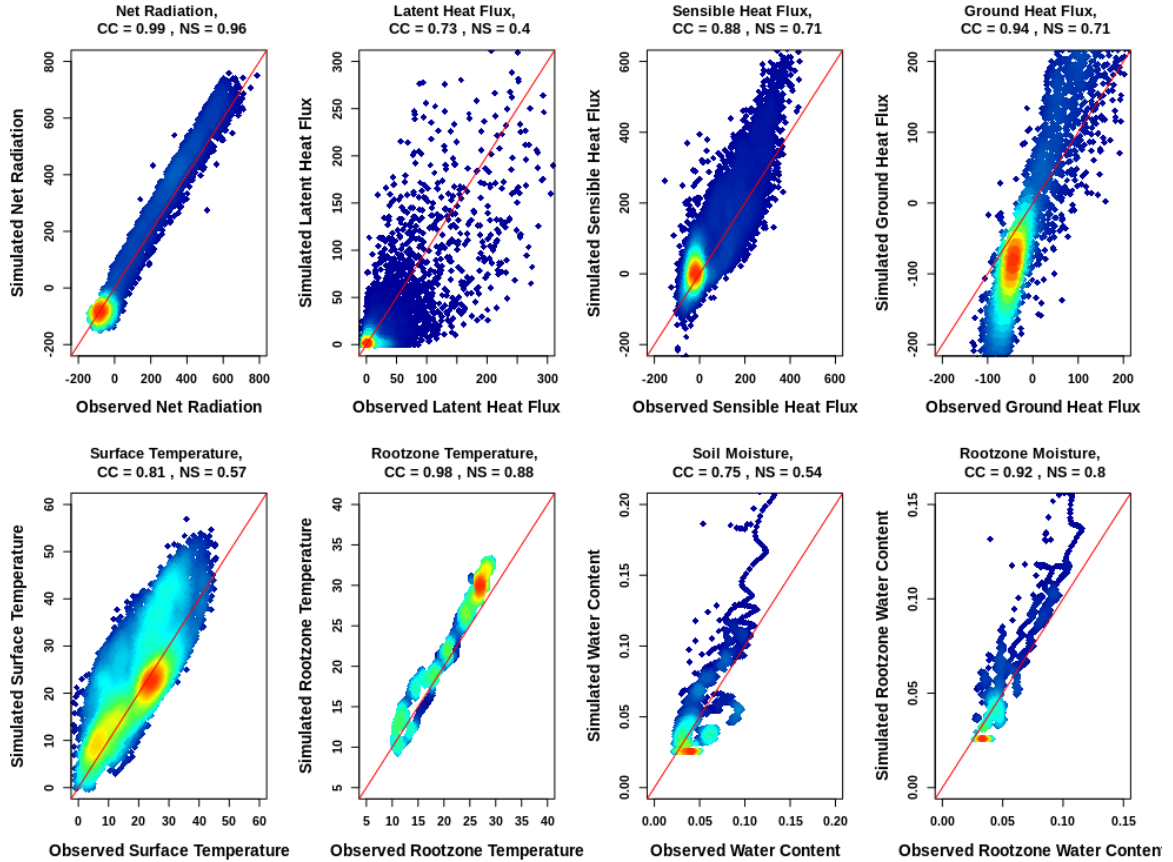 Net Radiation,
CC = 0.99 , NS = 0.96
Simulated Net Radiation
800
600
400
200
0
-200
-200 0 200 400 600 800
Observed Net Radiation
Latent Heat Flux,
CC = 0.73 , NS = 0.4
Simulated Latent Heat Flux
300
250
200
150
100
50
0
0 50 100 150 200 300
Observed Latent Heat Flux
Sensible Heat Flux,
CC = 0.88 , NS = 0.71
Simulated Sensible Heat Flux
600
400
200
0
-200
-200 0 200 400 600
Observed Sensible Heat Flux
Ground Heat Flux,
CC = 0.94 , NS = 0.71
Simulated Ground Heat Flux
200
100
0
-100
-200
-200 -100 0 100 200
Observed Ground Heat Flux
Surface Temperature,
CC = 0.81 , NS = 0.57
Simulated Surface Temperature
60
50
40
30
20
10
0
0 10 20 30 40 50 60
Observed Surface Temperature
Rootzone Temperature,
CC = 0.98 , NS = 0.88
Simulated Rootzone Temperature
40
35
30
25
20
15
10
5
5 10 15 20 25 30 35 40
Observed Rootzone Temperature
Soil Moisture,
CC = 0.75 , NS = 0.54
Simulated Water Content
0.20
0.15
0.10
0.05
0.00
0.00 0.05 0.10 0.15 0.20
Observed Water Content
Rootzone Moisture,
CC = 0.92 , NS = 0.8
Simulated Rootzone Water Content
0.15
0.10
0.05
0.00
0.00 0.05 0.10 0.15
Observed Rootzone Water Content